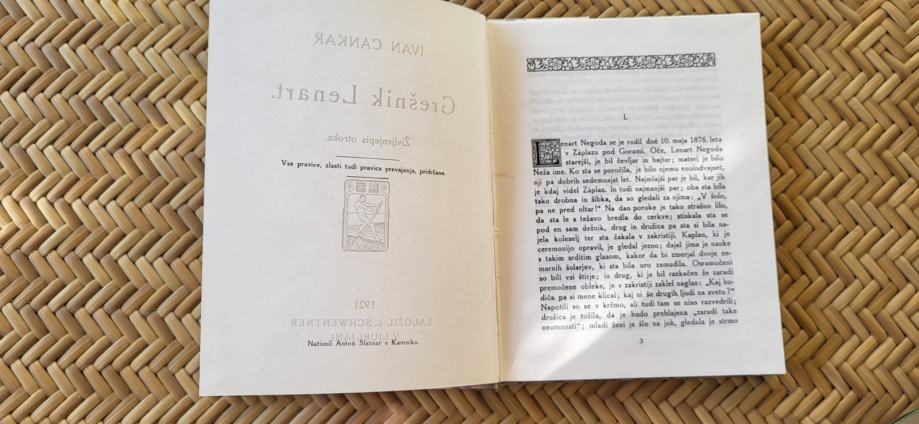 IVAN CANKAR
Grešnik Lenart.
Življenjepis otroka.
Vse pravice, zlasti tudi pravica prevajanja, pridržane.
1921
ZALOŽIL L. SCHWENTNER
V LJUBLJANI.
Natisnil Anton Slatnar v Kamniku.
I.
Lenart Negoda se je rodil dné 10. maja 1876. leta
v Záplazu pod Gorami. Oče, Lenart Negoda
starejši, je bil čevljar in bajtar; materi je bilo
Neža ime. Ko sta se poročila, je bilo njemu enoindvajset,
nji pa dobrih sedemnajst let. Najmlajši par je bil, kar jih
je kdaj videl Záplaz. In tudi najmanjši par; oba sta bila
tako drobna in šibka, da so gledali za njima: „V šolo,
pa ne pred oltar!“ Na dan poroke je tako strašno lilo,
da sta le s težavo bredla do cerkve; stiskala sta se
pod en sam dežnik, drug in družica pa sta si bila na-
jela koleselj ter sta čakala v zakristiji. Kaplan, ki je
ceremonijo opravil, je gledal jezno; dajal jima je nauke
s takim srditim glasom, kakor da bi zmerjal dvoje ne-
marnih šolarjev, ki sta bila uro zamudila. Osramočeni
so bili vsi štirje; in drug, ki je bil razkačen že zaradi
premočene obleke, je v zakristiji zaklel naglas: „Kaj hu-
diča pa si mene klical; kaj ni še drugih ljudi na svetu?“
Napotili so se v krčmo, ali tudi tam se niso razvedrili;
družica je tožila, da je hudo prehlajena „zaradi take
neumnosti“; mladi ženi je šlo na jok, gledala je strmo
3